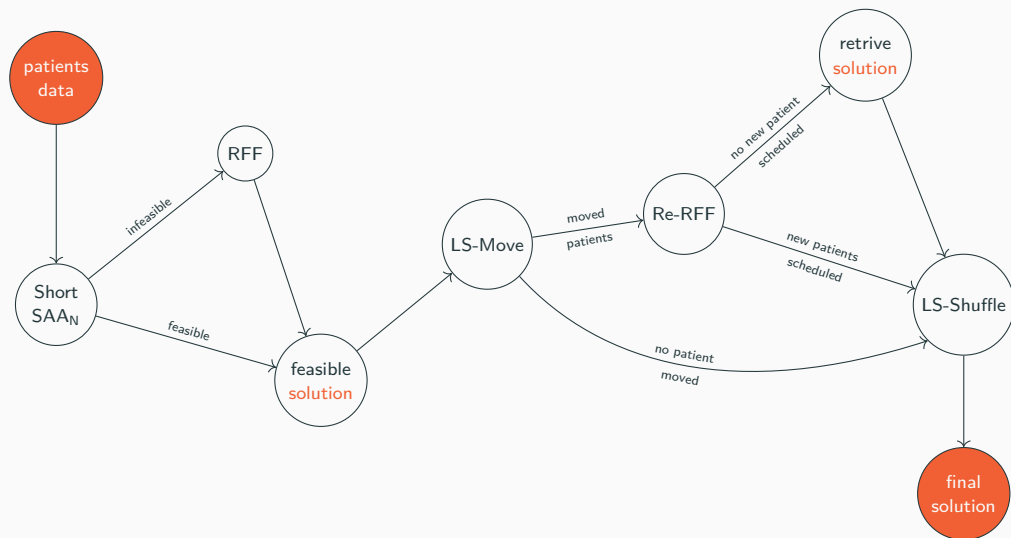 patients
data
Short
SAA_N
infeasible
RFF
feasible
feasible
solution
LS-Move
moved
patients
no patient
moved
Re-RFF
no new patient
scheduled
new patients
scheduled
retrive
solution
LS-Shuffle
final
solution